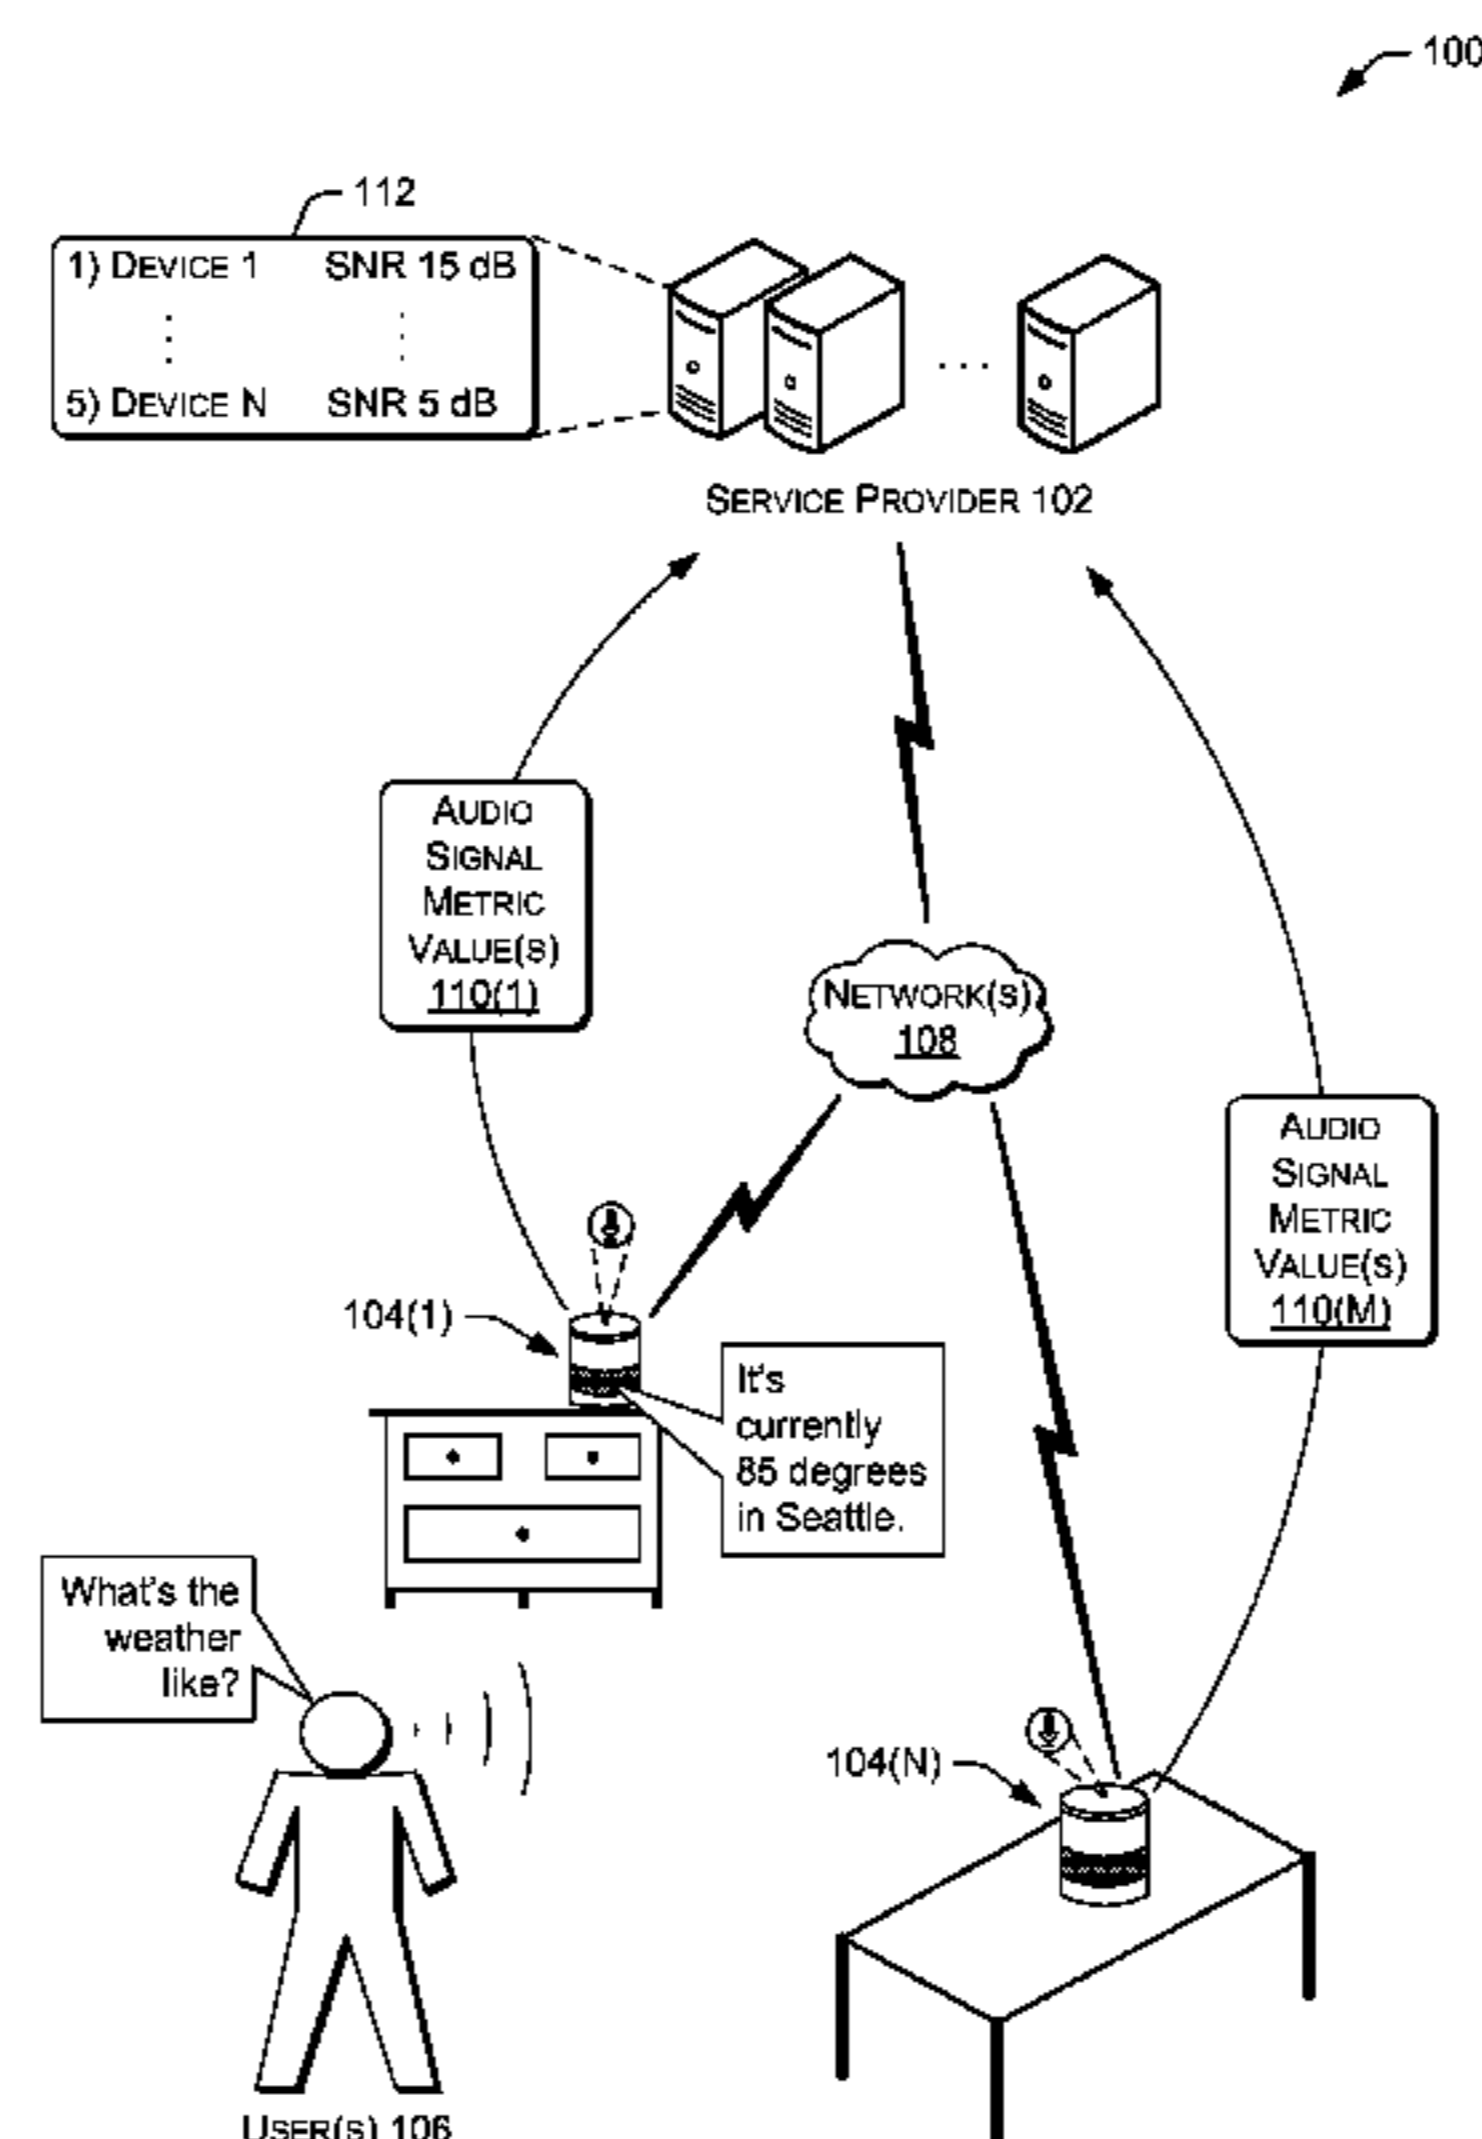 100
112
1) DEVICE 1 SNR 15 dB
5) DEVICE N SNR 5 dB
SERVICE PROVIDER 102
AUDIO
SIGNAL
METRIC
VALUE(S)
110(1)
NETWORK(S)
108
AUDIO
SIGNAL
METRIC
VALUE(S)
110(M)
104(1)
It's
currently
85 degrees
in Seattle.
What's the
weather
like?
104(N)
USER(S) 106